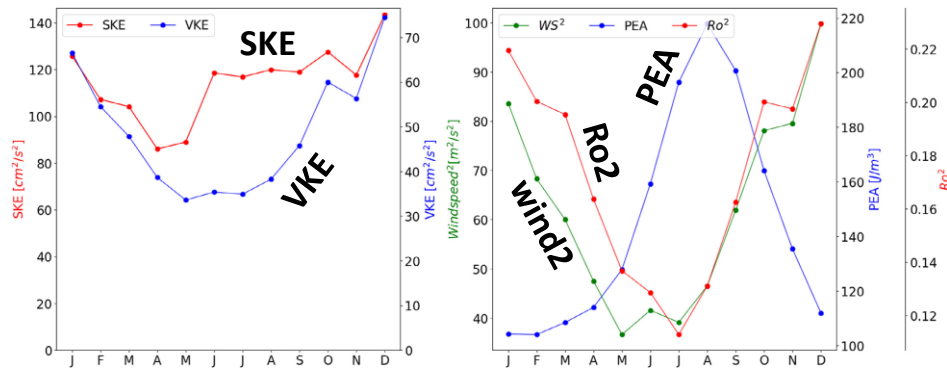 SKE VKE
SKE
VKE
SKE [cm²/s²]
140
120
100
80
60
40
20
0
VKE [cm²/s²]
70
60
50
40
30
20
10
0
J F M A M J J A S O N D
WS² PEA Ro²
PEA
Ro2
wind2
Windspeed²[m²/s²]
100
90
80
70
60
50
40
PEA [J/m³]
220
200
180
160
140
120
100
Ro²
0.22
0.20
0.18
0.16
0.14
0.12
J F M A M J J A S O N D